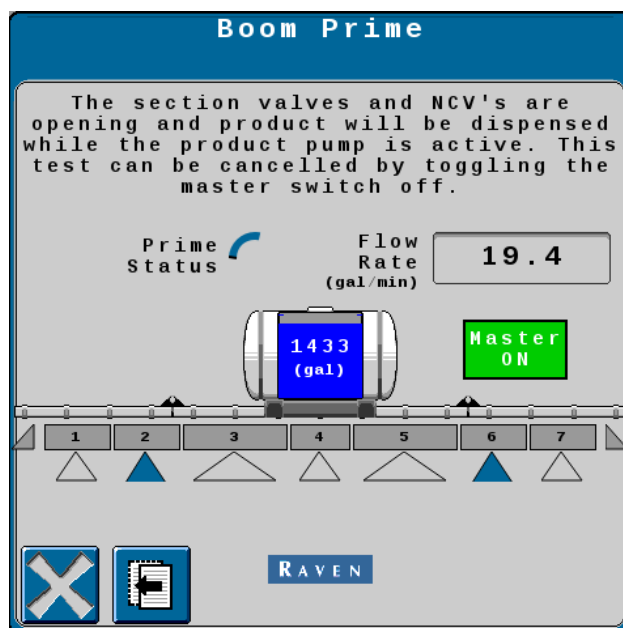 Boom Prime
The section valves and NCV's are
opening and product will be dispensed
while the product pump is active. This
test can be cancelled by toggling the
master switch off.
Prime
Status
Flow
Rate
(gal/min)
19.4
1433
(gal)
Master
ON
1 2 3 4 5 6 7
RAVEN